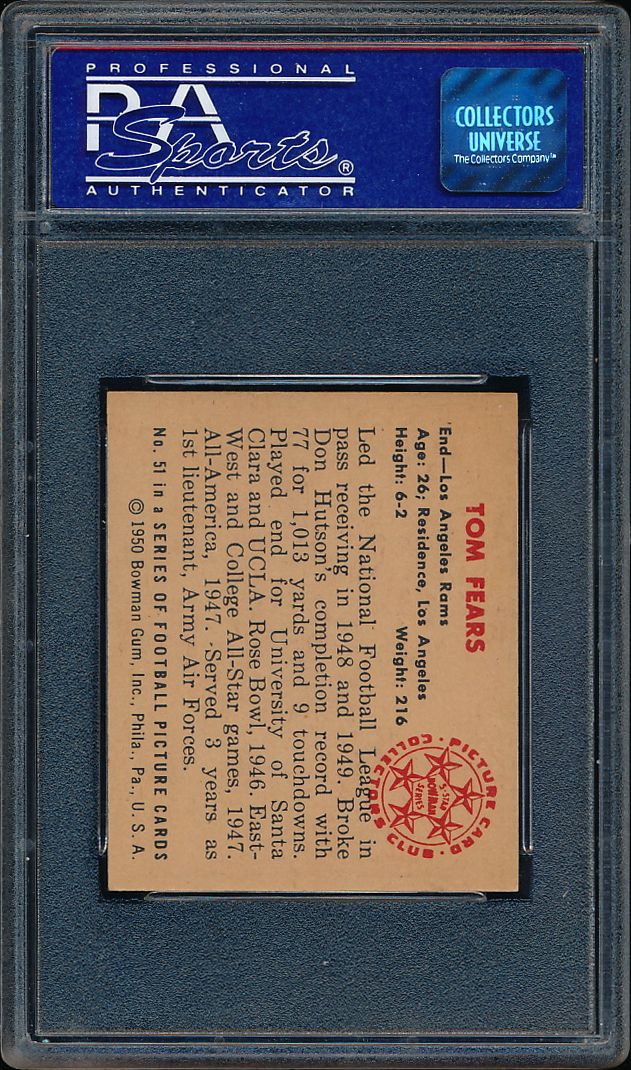 PROFESSIONAL
PSA
Sports®
AUTHENTICATOR
COLLECTORS
UNIVERSE
The Collectors Company™
TOM FEARS
End—Los Angeles Rams
Age: 26; Residence, Los Angeles
Height: 6-2 Weight: 216
PICTURE CARD · COLLECTORS CLUB ·
5-STAR
BOWMAN
SERIES
Led the National Football League in
pass receiving in 1948 and 1949. Broke
Don Hutson's completion record with
77 for 1,013 yards and 9 touchdowns.
Played end for University of Santa
Clara and UCLA. Rose Bowl, 1946. East-
West and College All-Star games, 1947.
All-America, 1947. Served 3 years as
1st lieutenant, Army Air Forces.
No. 51 in a SERIES OF FOOTBALL PICTURE CARDS
© 1950 Bowman Gum, Inc., Phila., Pa., U. S. A.